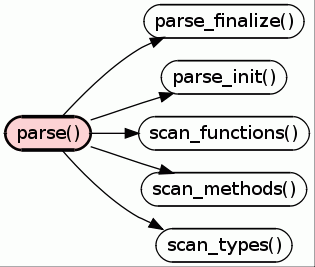 parse_finalize()
parse_init()
parse()
scan_functions()
scan_methods()
scan_types()